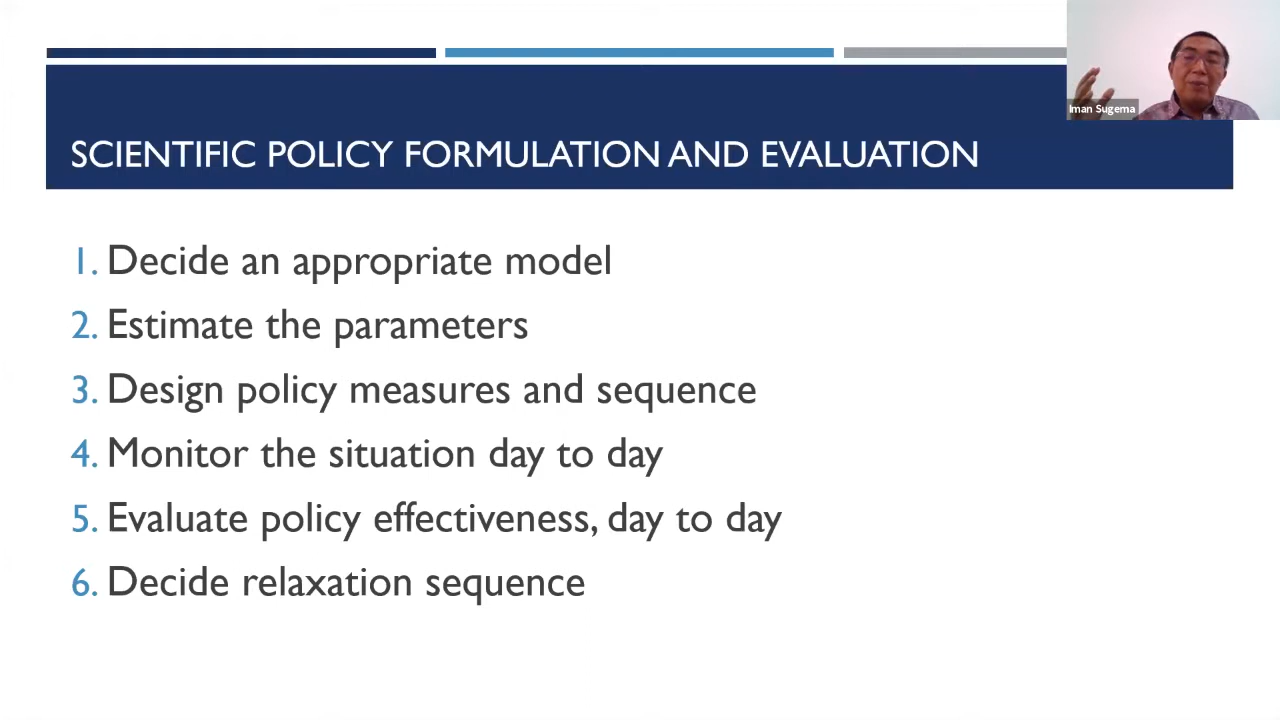 Iman Sugema
SCIENTIFIC POLICY FORMULATION AND EVALUATION
1. Decide an appropriate model
2. Estimate the parameters
3. Design policy measures and sequence
4. Monitor the situation day to day
5. Evaluate policy effectiveness, day to day
6. Decide relaxation sequence